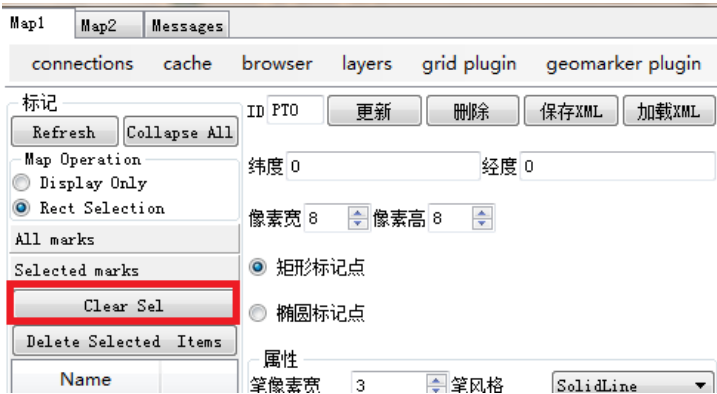 Map1 Map2 Messages
connections cache browser layers grid plugin geomarker plugin
标记
Refresh Collapse All
Map Operation
Display Only
Rect Selection
All marks
Selected marks
Clear Sel
Delete Selected Items
Name
ID PTO 更新 删除 保存XML 加载XML
纬度 0 经度 0
像素宽 8 像素高 8
矩形标记点
椭圆标记点
属性
笔像素宽 3 笔风格 SolidLine